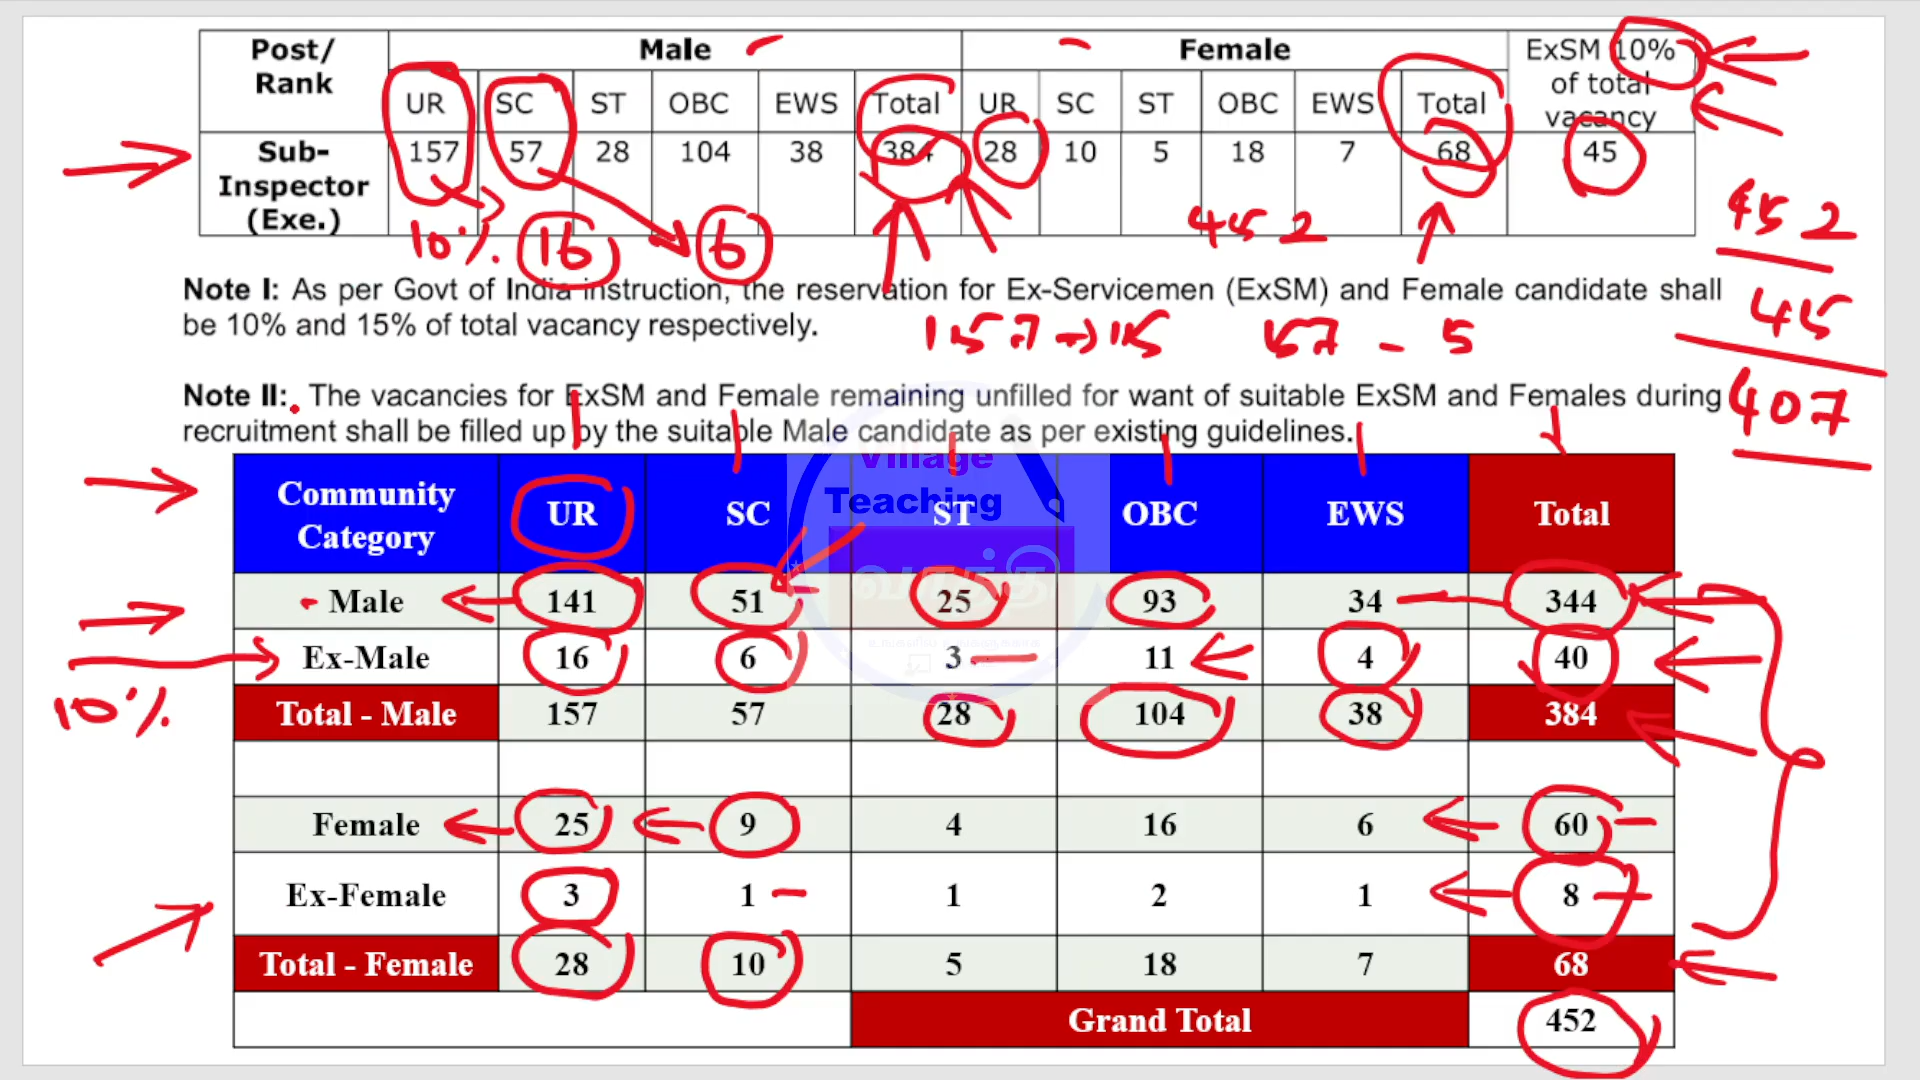 Post/ Rank Male Female ExSM 10% of total vacancy
UR SC ST OBC EWS Total UR SC ST OBC EWS Total
Sub-Inspector (Exe.) 157 57 28 104 38 384 28 10 5 18 7 68 45
10% 16 6 452
452
45
407
Note I: As per Govt of India instruction, the reservation for Ex-Servicemen (ExSM) and Female candidate shall
be 10% and 15% of total vacancy respectively.
157 → 15 57 - 5
Note II: The vacancies for ExSM and Female remaining unfilled for want of suitable ExSM and Females during
recruitment shall be filled up by the suitable Male candidate as per existing guidelines.
Village
Teaching
வாத்தி
Community Category UR SC ST OBC EWS Total
Male 141 51 25 93 34 344
Ex-Male 16 6 3 11 4 40
10%
Total - Male 157 57 28 104 38 384
Female 25 9 4 16 6 60
Ex-Female 3 1 1 2 1 8
Total - Female 28 10 5 18 7 68
Grand Total 452